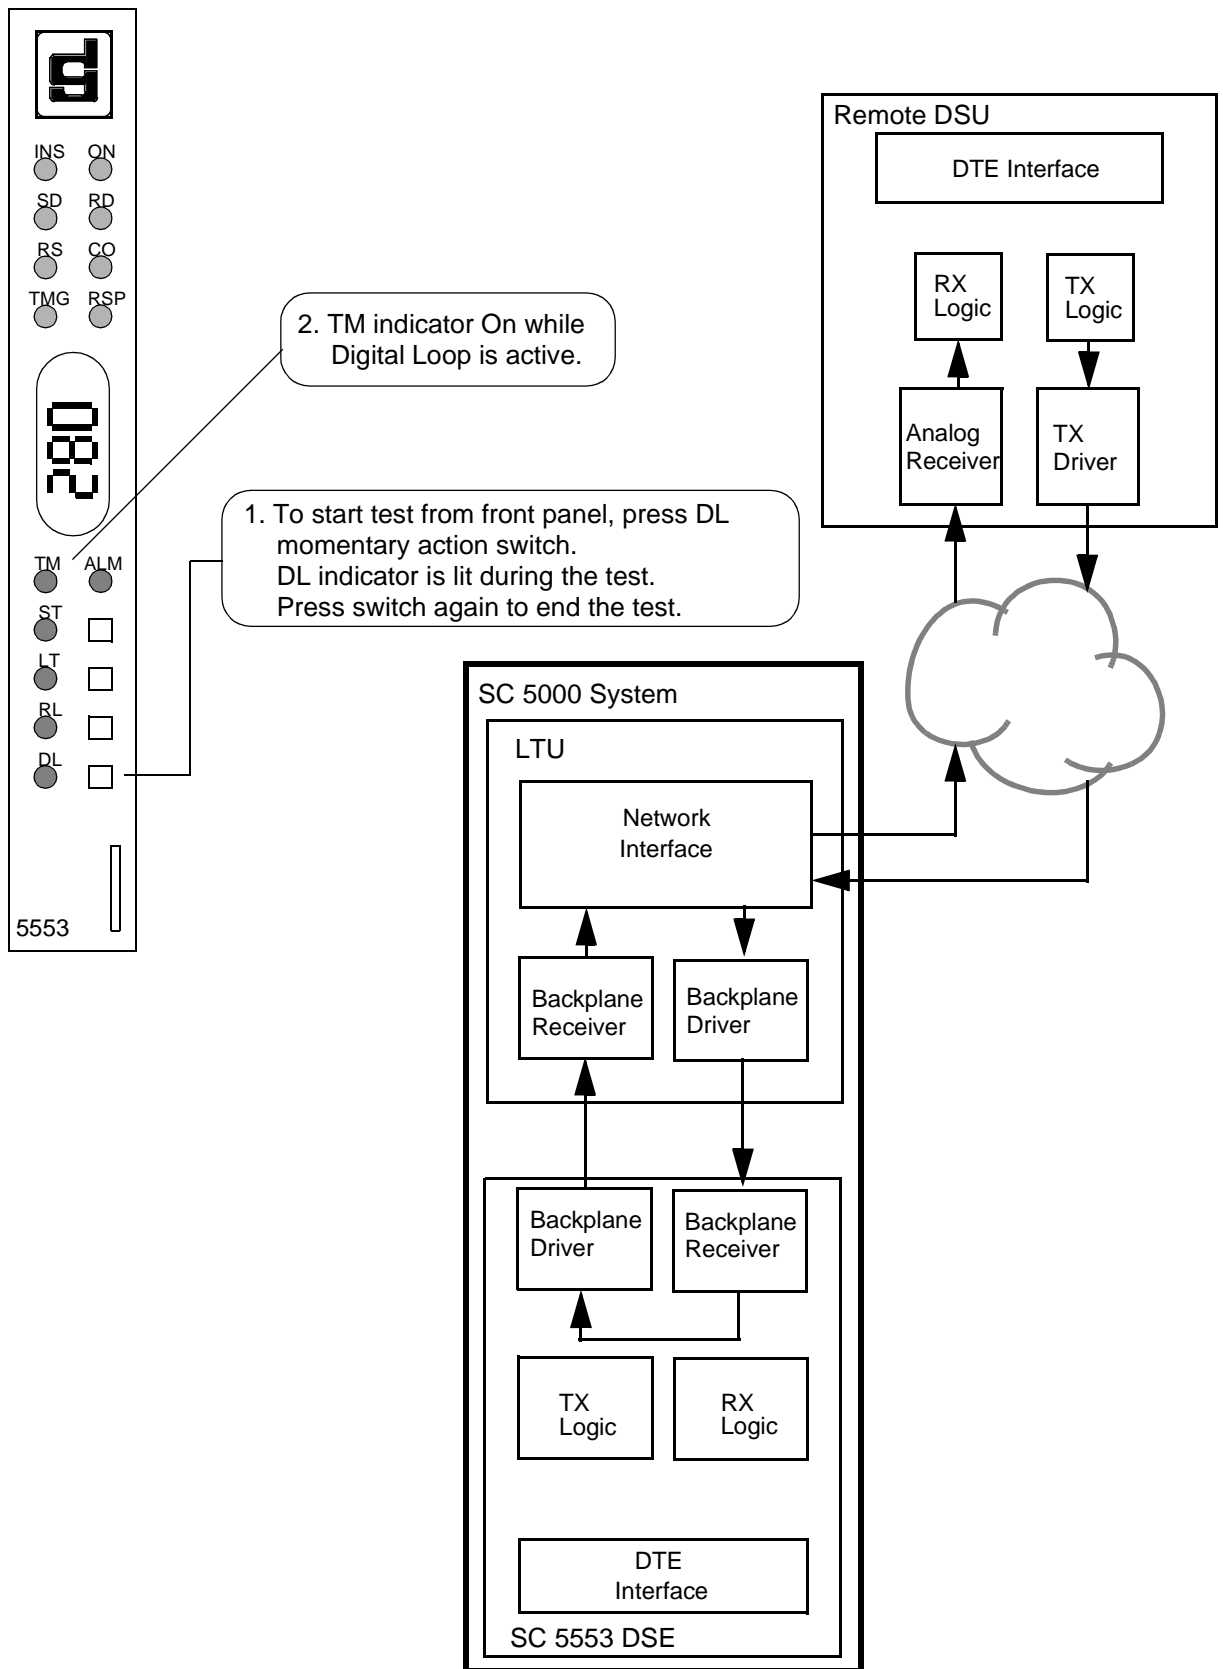 INS ON
SD RD
RS CO
TMG RSP
082
TM ALM
ST
LT
RL
DL
5553
2. TM indicator On while
Digital Loop is active.
1. To start test from front panel, press DL
momentary action switch.
DL indicator is lit during the test.
Press switch again to end the test.
Remote DSU
DTE Interface
RX
Logic
TX
Logic
Analog
Receiver
TX
Driver
SC 5000 System
LTU
Network
Interface
Backplane
Receiver
Backplane
Driver
Backplane
Driver
Backplane
Receiver
TX
Logic
RX
Logic
DTE
Interface
SC 5553 DSE